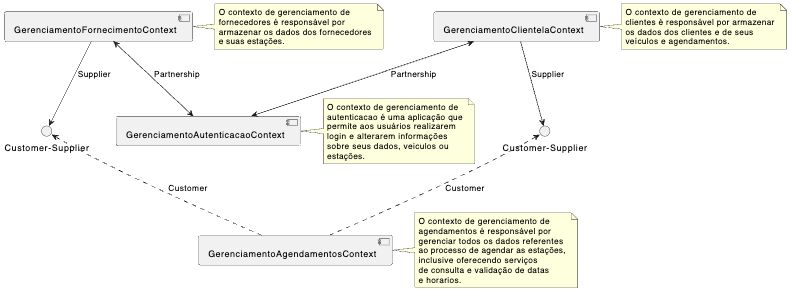 GerenciamentoFornecimentoContext
O contexto de gerenciamento de
fornecedores é responsável por
armazenar os dados dos fornecedores
e suas estações.
GerenciamentoClientelaContext
O contexto de gerenciamento de
clientes é responsável por armazenar
os dados dos clientes e de seus
veículos e agendamentos.
Supplier
Partnership
Partnership
Supplier
GerenciamentoAutenticacaoContext
O contexto de gerenciamento de
autenticacao é uma aplicação que
permite aos usuários realizarem
login e alterarem informações
sobre seus dados, veiculos ou
estações.
Customer-Supplier
Customer-Supplier
Customer
Customer
GerenciamentoAgendamentosContext
O contexto de gerenciamento de
agendamentos é responsável por
gerenciar todos os dados referentes
ao processo de agendar as estações,
inclusive oferecendo serviços
de consulta e validação de datas
e horarios.